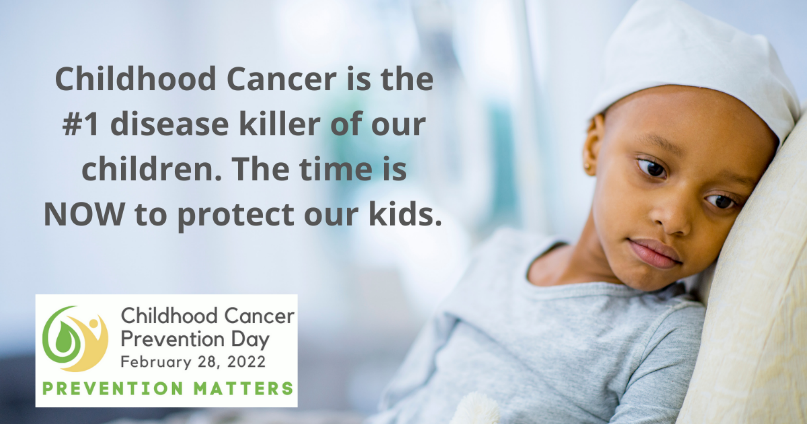 Childhood Cancer is the
#1 disease killer of our
children. The time is
NOW to protect our kids.
Childhood Cancer
Prevention Day
February 28, 2022
PREVENTION MATTERS